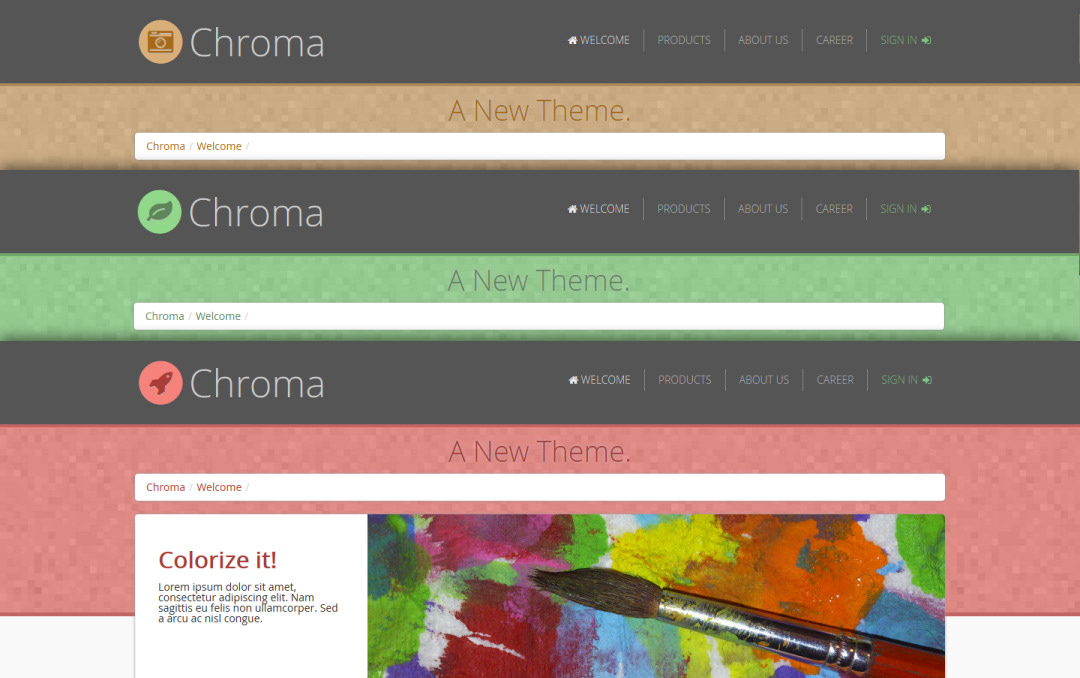 Chroma
WELCOME PRODUCTS ABOUT US CAREER SIGN IN
A New Theme.
Chroma / Welcome /
Chroma
WELCOME PRODUCTS ABOUT US CAREER SIGN IN
A New Theme.
Chroma / Welcome /
Chroma
WELCOME PRODUCTS ABOUT US CAREER SIGN IN
A New Theme.
Chroma / Welcome /
Colorize it!
Lorem ipsum dolor sit amet,
consectetur adipiscing elit. Nam
sagittis eu felis non ullamcorper. Sed
a arcu ac nisl congue.